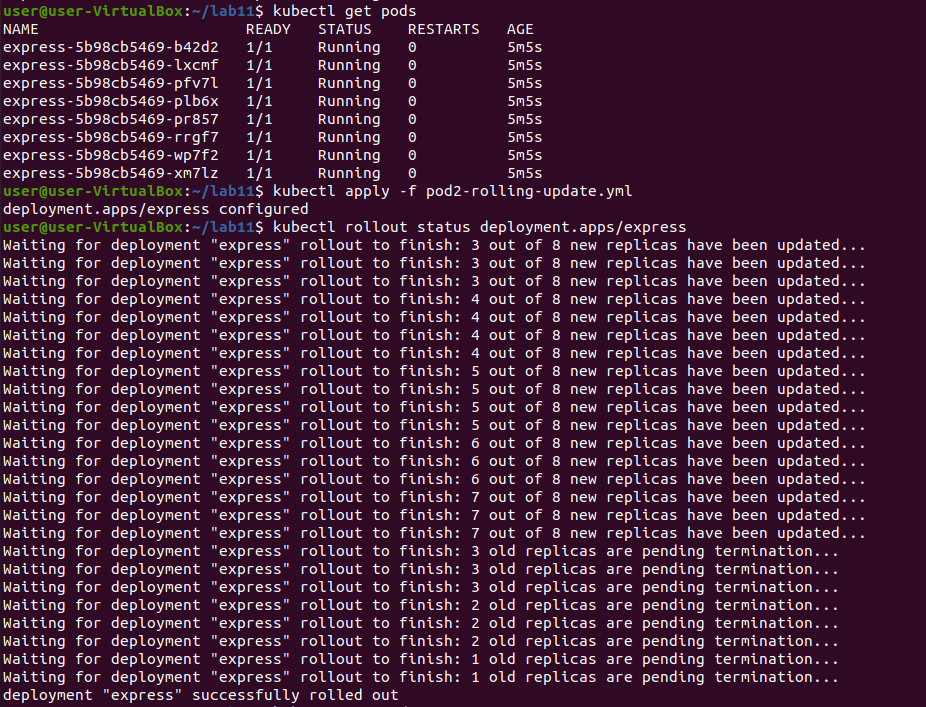 user@user-VirtualBox:~/lab11$ kubectl get pods
NAME READY STATUS RESTARTS AGE
express-5b98cb5469-b42d2 1/1 Running 0 5m5s
express-5b98cb5469-lxcmf 1/1 Running 0 5m5s
express-5b98cb5469-pfv7l 1/1 Running 0 5m5s
express-5b98cb5469-plb6x 1/1 Running 0 5m5s
express-5b98cb5469-pr857 1/1 Running 0 5m5s
express-5b98cb5469-rrgf7 1/1 Running 0 5m5s
express-5b98cb5469-wp7f2 1/1 Running 0 5m5s
express-5b98cb5469-xm7lz 1/1 Running 0 5m5s
user@user-VirtualBox:~/lab11$ kubectl apply -f pod2-rolling-update.yml
deployment.apps/express configured
user@user-VirtualBox:~/lab11$ kubectl rollout status deployment.apps/express
Waiting for deployment "express" rollout to finish: 3 out of 8 new replicas have been updated...
Waiting for deployment "express" rollout to finish: 3 out of 8 new replicas have been updated...
Waiting for deployment "express" rollout to finish: 3 out of 8 new replicas have been updated...
Waiting for deployment "express" rollout to finish: 4 out of 8 new replicas have been updated...
Waiting for deployment "express" rollout to finish: 4 out of 8 new replicas have been updated...
Waiting for deployment "express" rollout to finish: 4 out of 8 new replicas have been updated...
Waiting for deployment "express" rollout to finish: 4 out of 8 new replicas have been updated...
Waiting for deployment "express" rollout to finish: 5 out of 8 new replicas have been updated...
Waiting for deployment "express" rollout to finish: 5 out of 8 new replicas have been updated...
Waiting for deployment "express" rollout to finish: 5 out of 8 new replicas have been updated...
Waiting for deployment "express" rollout to finish: 5 out of 8 new replicas have been updated...
Waiting for deployment "express" rollout to finish: 6 out of 8 new replicas have been updated...
Waiting for deployment "express" rollout to finish: 6 out of 8 new replicas have been updated...
Waiting for deployment "express" rollout to finish: 6 out of 8 new replicas have been updated...
Waiting for deployment "express" rollout to finish: 7 out of 8 new replicas have been updated...
Waiting for deployment "express" rollout to finish: 7 out of 8 new replicas have been updated...
Waiting for deployment "express" rollout to finish: 7 out of 8 new replicas have been updated...
Waiting for deployment "express" rollout to finish: 3 old replicas are pending termination...
Waiting for deployment "express" rollout to finish: 3 old replicas are pending termination...
Waiting for deployment "express" rollout to finish: 3 old replicas are pending termination...
Waiting for deployment "express" rollout to finish: 2 old replicas are pending termination...
Waiting for deployment "express" rollout to finish: 2 old replicas are pending termination...
Waiting for deployment "express" rollout to finish: 2 old replicas are pending termination...
Waiting for deployment "express" rollout to finish: 1 old replicas are pending termination...
Waiting for deployment "express" rollout to finish: 1 old replicas are pending termination...
deployment "express" successfully rolled out